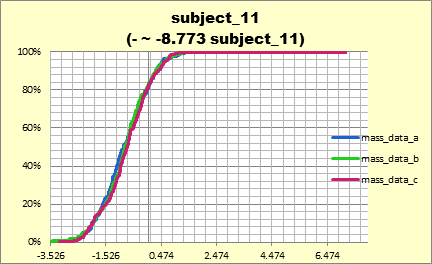 subject_11
(- ~ -8.773 subject_11)
100%
80%
60%
40%
20%
0%
-3.526 -1.526 0.474 2.474 4.474 6.474
mass_data_a
mass_data_b
mass_data_c